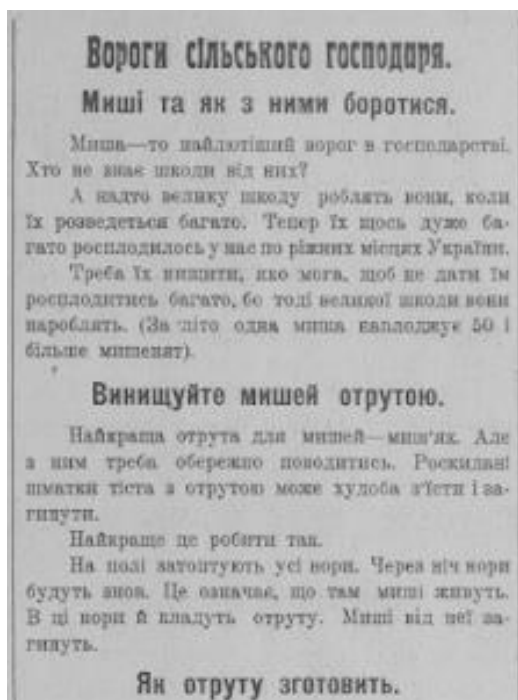 Вороги сільського господаря.
Миші та як з ними боротися.
Миша—то найлютіший ворог в господарстві.
Хто не знає шкоди від них?
А надто велику шкоду роблять вони, коли
їх розведеться багато. Тепер їх щось дуже ба-
гато росплодилось у нас по ріжних місцях України.
Треба їх нищити, яко мога, щоб не дати їм
росплодитись багато, бо тоді великої шкоди вони
нароблять. (За літо одна миша наплоджує 50 і
більше мишенят).
Винищуйте мишей отрутою.
Найкраща отрута для мишей—миш'як. Але
з ним треба обережно поводитись. Роскидані
шматки тіста з отрутою може худоба з'їсти і за-
гинути.
Найкраще це робити так.
На полі затоптують усі нори. Через ніч нори
будуть знов. Це означає, що там миші живуть.
В ці нори й кладуть отруту. Миші від неї за-
гинуть.
Як отруту зготовить.